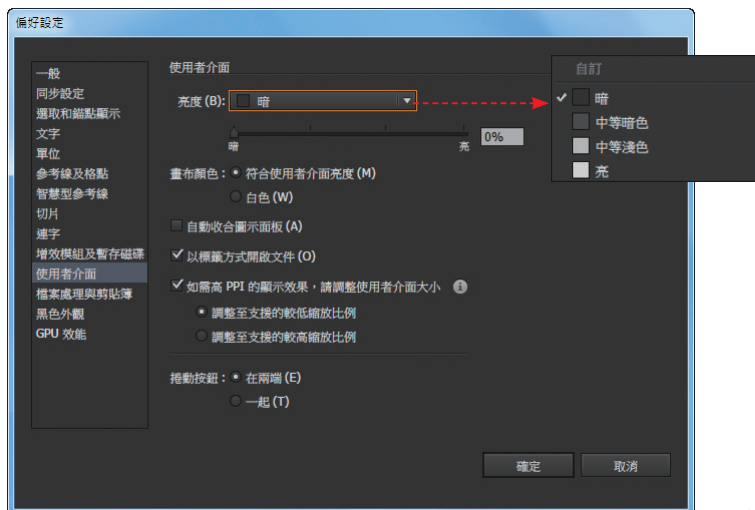 偏好設定
一般
同步設定
選取和錨點顯示
文字
單位
參考線及格點
智慧型參考線
切片
連字
增效模組及暫存磁碟
使用者介面
檔案處理與剪貼簿
黑色外觀
GPU 效能
使用者介面
亮度 (B): 暗
暗 亮 0%
畫布顏色：符合使用者介面亮度 (M)
白色 (W)
自動收合圖示面板 (A)
以標籤方式開啟文件 (O)
如需高 PPI 的顯示效果，請調整使用者介面大小
調整至支援的較低縮放比例
調整至支援的較高縮放比例
捲動按鈕：在兩端 (E)
一起 (T)
確定 取消
自訂
暗
中等暗色
中等淺色
亮